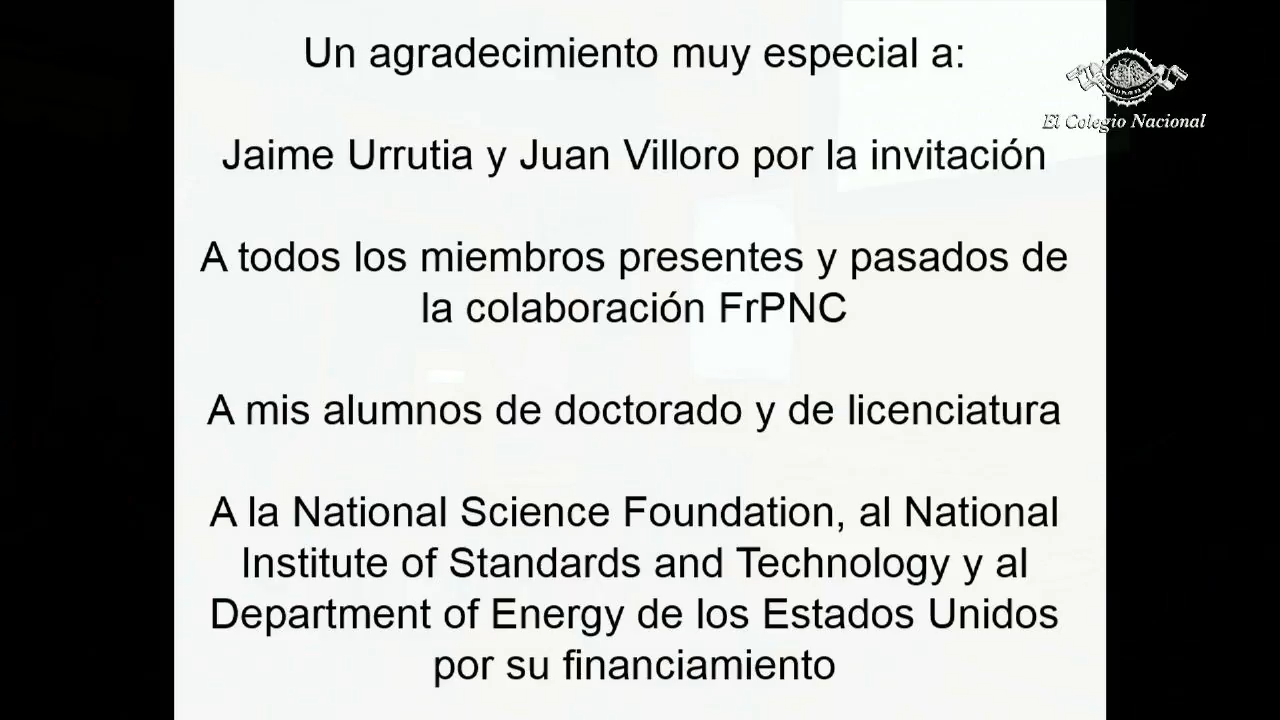 Un agradecimiento muy especial a:
El Colegio Nacional
Jaime Urrutia y Juan Villoro por la invitación
A todos los miembros presentes y pasados de
la colaboración FrPNC
A mis alumnos de doctorado y de licenciatura
A la National Science Foundation, al National
Institute of Standards and Technology y al
Department of Energy de los Estados Unidos
por su financiamiento